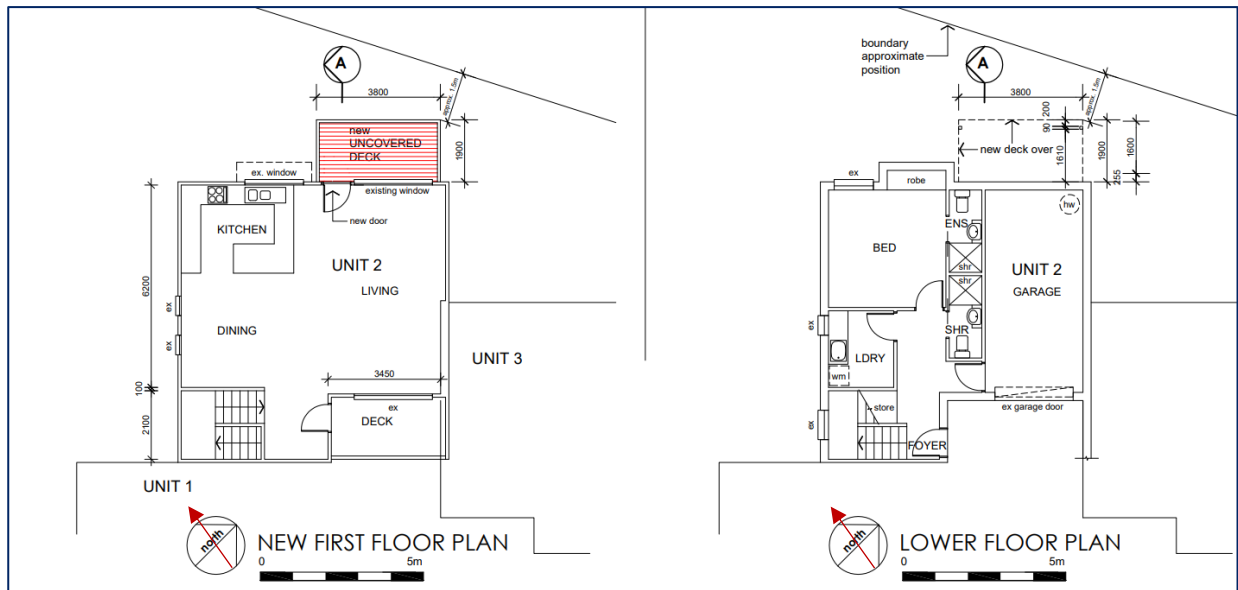 A
3800
approx. 1.5m
new
UNCOVERED
DECK
1900
ex. window
existing window
new door
KITCHEN
UNIT 2
LIVING
6200
ex
ex
DINING
UNIT 3
3450
100
ex
DECK
2100
UNIT 1
north
NEW FIRST FLOOR PLAN
0
5m
boundary
approximate
position
A
3800
approx. 1.5m
200
90
new deck over
1610
1900
1600
255
ex
robe
hw
ENS
BED
shr
UNIT 2
shr
GARAGE
ex
SHR
LDRY
wm
store
ex garage door
ex
FOYER
north
LOWER FLOOR PLAN
0
5m